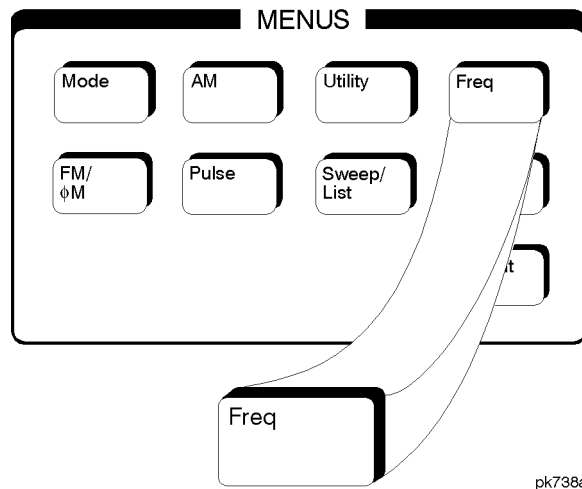 MENUS
Mode
AM
Utility
Freq
FM/
ϕM
Pulse
Sweep/
List
Freq
pk738a